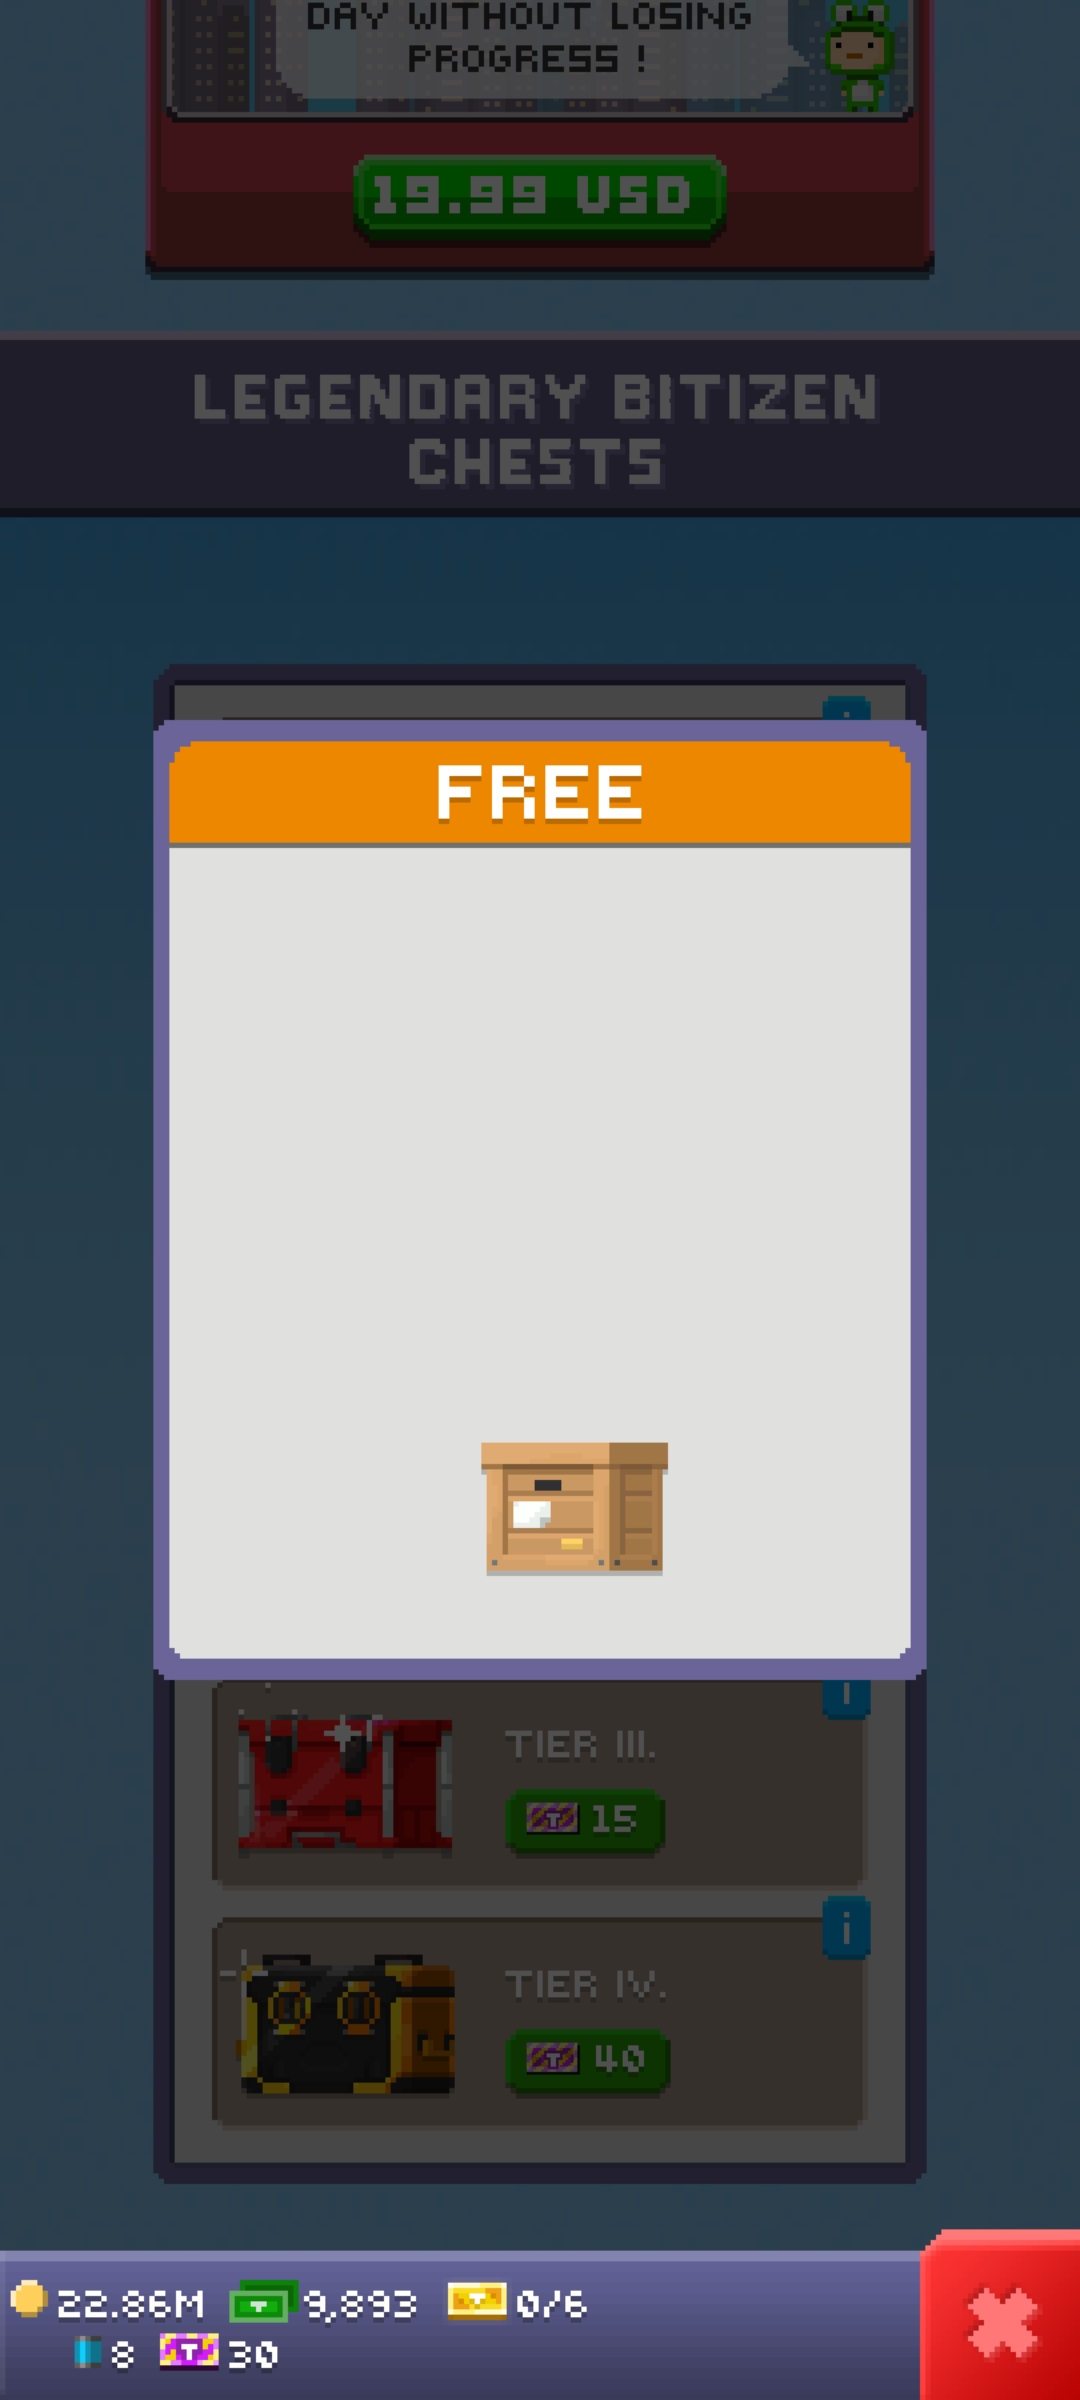 DAY WITHOUT LOSING
PROGRESS !
19.99 USD
LEGENDARY BITIZEN
CHESTS
FREE
TIER III.
15
TIER IV.
40
22.86M 9,893 0/6
8 30